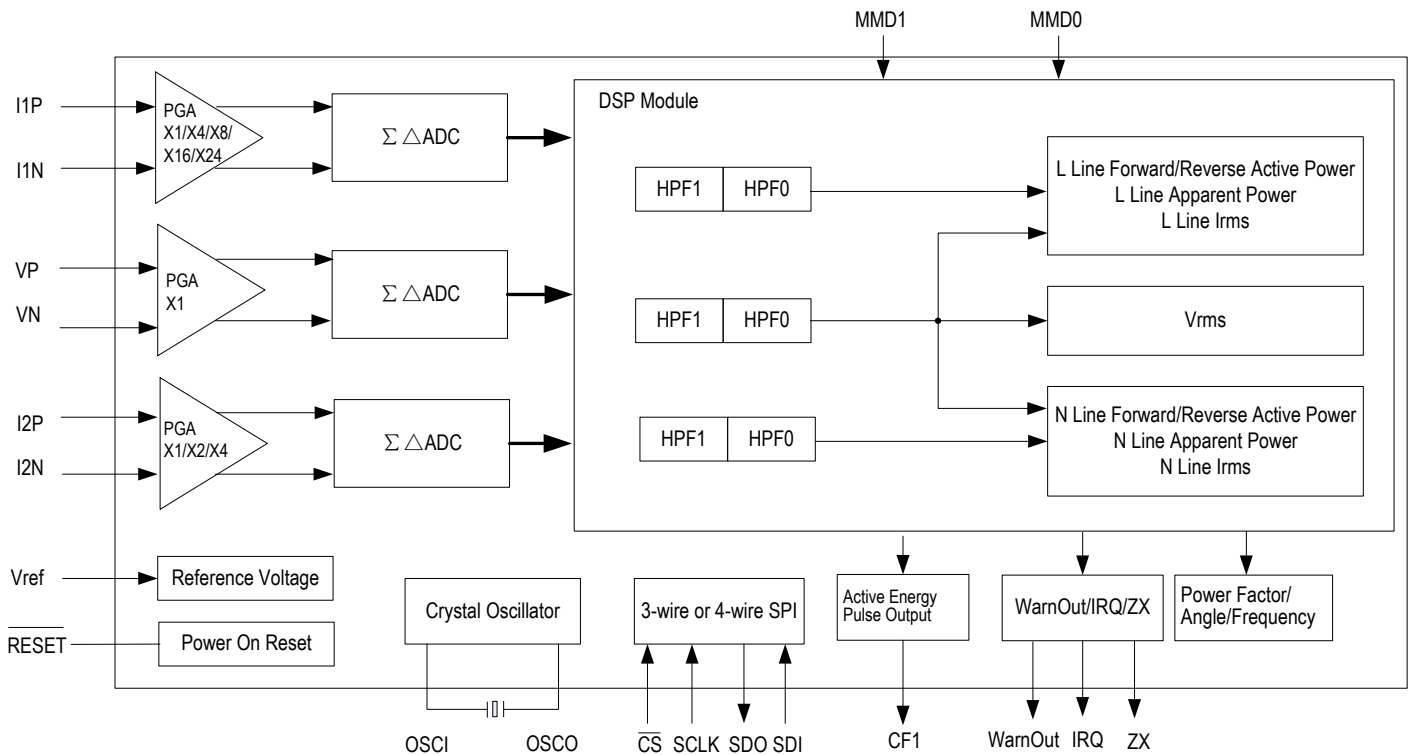 MMD1
MMD0
I1P
I1N
PGA
X1/X4/X8/
X16/X24
Σ △ADC
DSP Module
HPF1
HPF0
L Line Forward/Reverse Active Power
L Line Apparent Power
L Line Irms
VP
VN
PGA
X1
Σ △ADC
HPF1
HPF0
Vrms
I2P
I2N
PGA
X1/X2/X4
Σ △ADC
HPF1
HPF0
N Line Forward/Reverse Active Power
N Line Apparent Power
N Line Irms
Vref
Reference Voltage
RESET
Power On Reset
Crystal Oscillator
3-wire or 4-wire SPI
Active Energy
Pulse Output
WarnOut/IRQ/ZX
Power Factor/
Angle/Frequency
OSCI
OSCO
CS
SCLK
SDO
SDI
CF1
WarnOut
IRQ
ZX